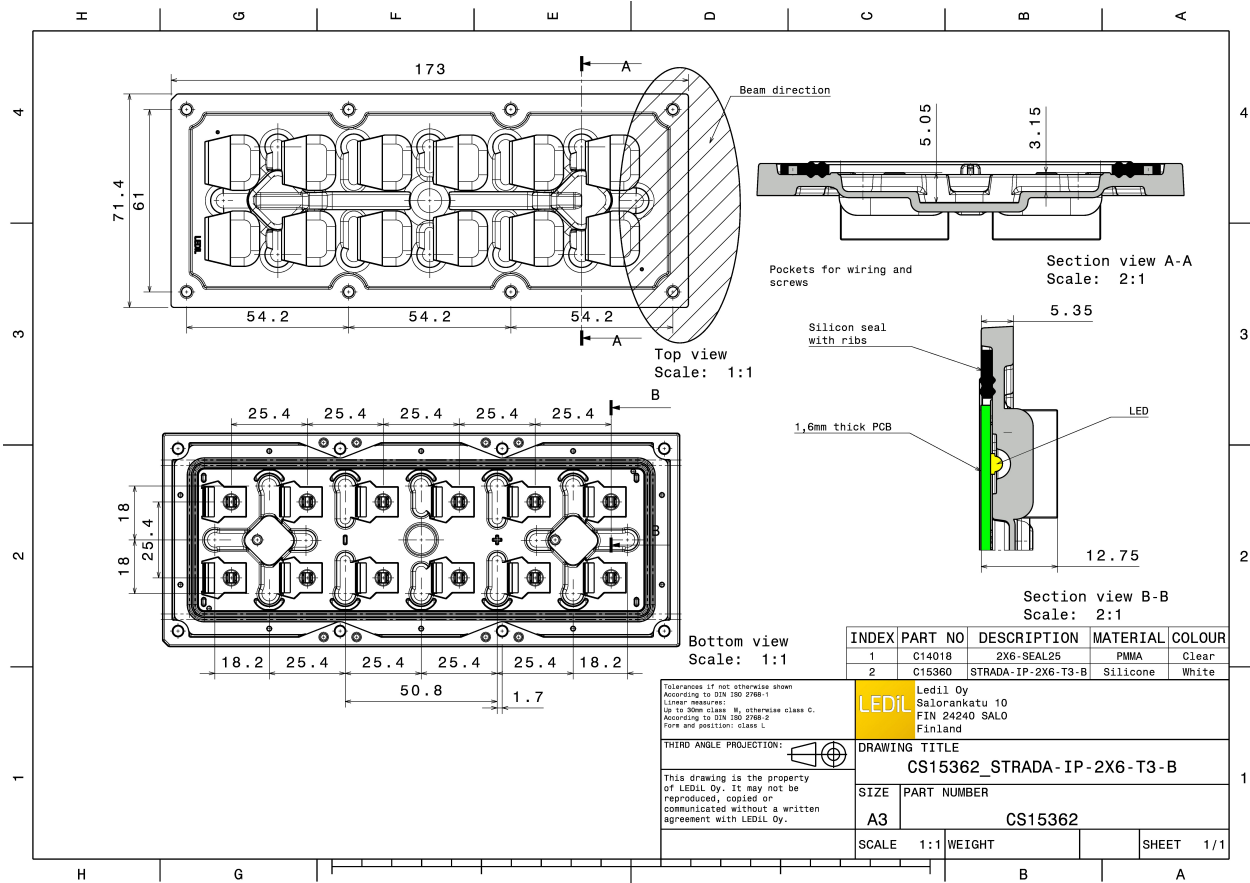 H G F E D C B A
4 4
3 3
2 2
1 1
173
A
71.4
61
LEDiL
54.2 54.2 54.2
A
Top view
Scale: 1:1
Beam direction
5.05
3.15
Pockets for wiring and
screws
Section view A-A
Scale: 2:1
5.35
Silicon seal
with ribs
LED
1,6mm thick PCB
12.75
Section view B-B
Scale: 2:1
B
25.4 25.4 25.4 25.4 25.4
18
25.4
18
B
18.2 25.4 25.4 25.4 25.4 18.2
50.8
1.7
Bottom view
Scale: 1:1
INDEX PART NO DESCRIPTION MATERIAL COLOUR
1 C14018 2X6-SEAL25 PMMA Clear
2 C15360 STRADA-IP-2X6-T3-B Silicone White
Tolerances if not otherwise shown
According to DIN ISO 2768-1
Linear measures:
Up to 30mm class M, otherwise class C.
According to DIN ISO 2768-2
Form and position: class L
LEDiL
Ledil Oy
Salorankatu 10
FIN 24240 SALO
Finland
THIRD ANGLE PROJECTION:
DRAWING TITLE
CS15362_STRADA-IP-2X6-T3-B
This drawing is the property
of LEDiL Oy. It may not be
reproduced, copied or
communicated without a written
agreement with LEDiL Oy.
SIZE PART NUMBER
A3 CS15362
SCALE 1:1 WEIGHT SHEET 1/1
H G B A